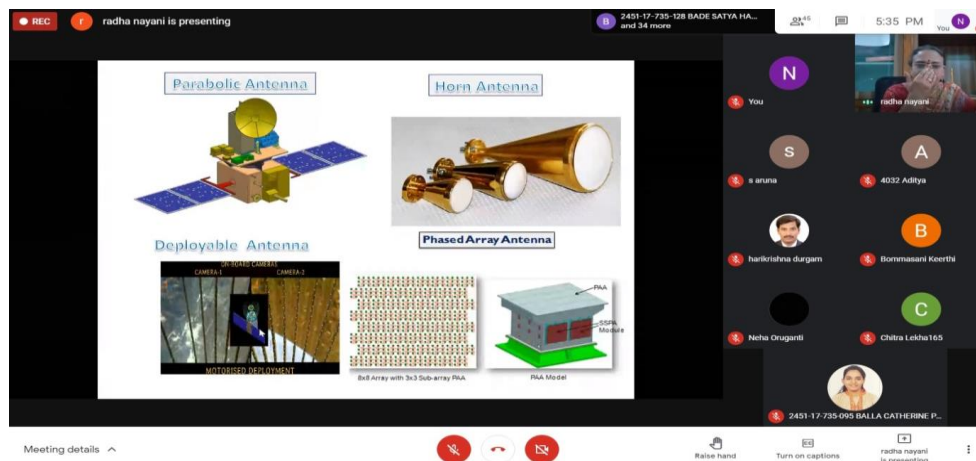 REC
r
radha nayani is presenting
B
2451-17-735-128 BADE SATYA HA...
and 34 more
45
5:35 PM
You
N
Parabolic Antenna
Horn Antenna
Deployable Antenna
Phased Array Antenna
ON-BOARD CAMERAS
CAMERA-1
CAMERA-2
MOTORISED DEPLOYMENT
8x8 Array with 3x3 Sub-array PAA
PAA
SSPA
Module
PAA Model
N
You
radha nayani
S
s aruna
A
4032 Aditya
harikrishna durgam
B
Bommasani Keerthi
Neha Oruganti
C
Chitra Lekha165
2451-17-735-095 BALLA CATHERINE P...
Meeting details
Raise hand
CC
Turn on captions
radha nayani
is presenting